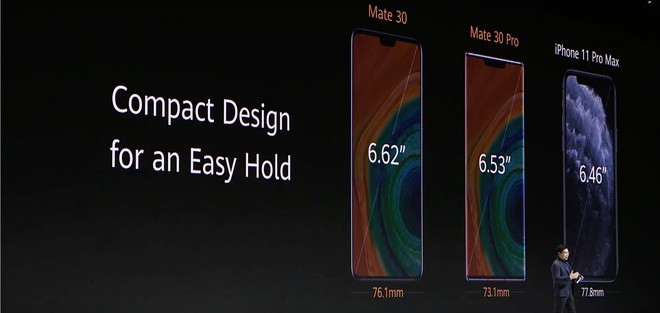 Compact Design
for an Easy Hold
Mate 30
6.62”
76.1mm
Mate 30 Pro
6.53”
73.1mm
iPhone 11 Pro Max
6.46”
77.8mm